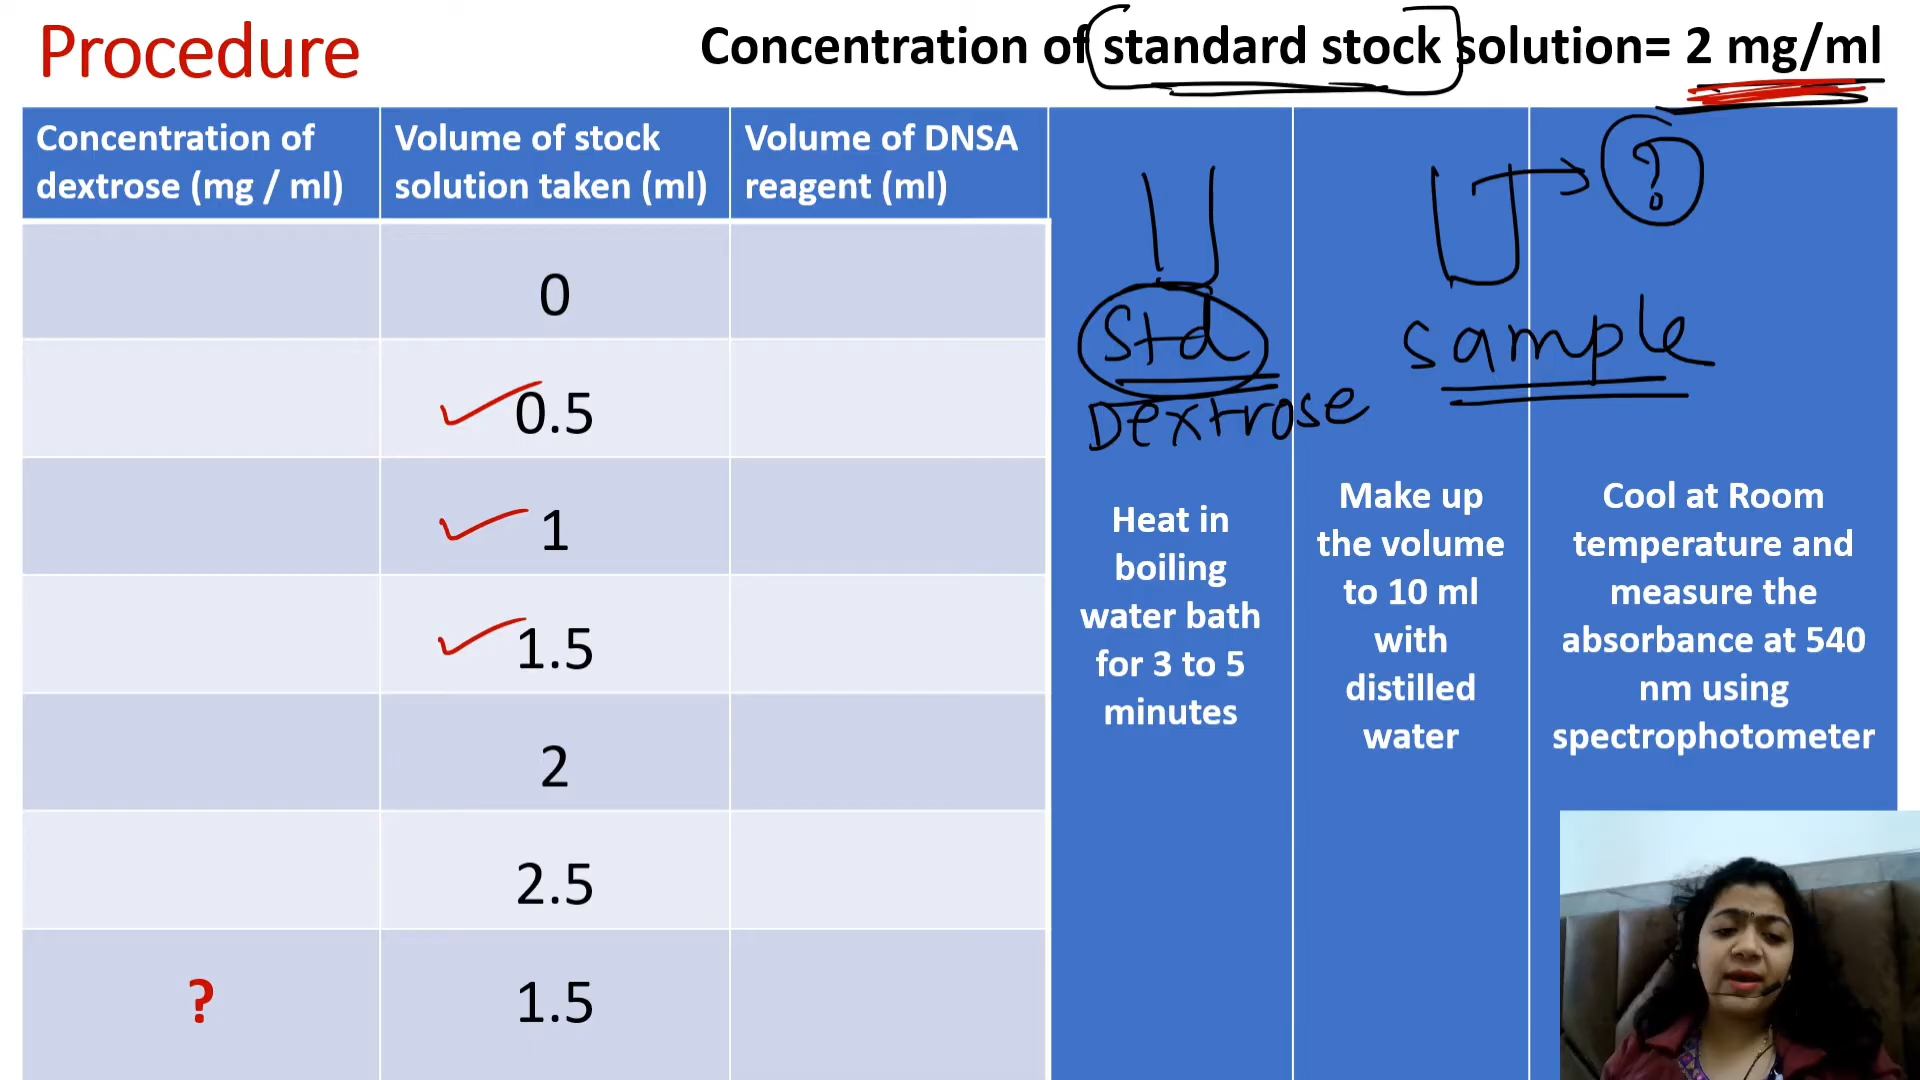 Procedure
Concentration of standard stock solution= 2 mg/ml
Concentration of
dextrose (mg / ml)
Volume of stock
solution taken (ml)
Volume of DNSA
reagent (ml)
0
0.5
1
1.5
2
2.5
?
1.5
?
Std
Dextrose
sample
Heat in
boiling
water bath
for 3 to 5
minutes
Make up
the volume
to 10 ml
with
distilled
water
Cool at Room
temperature and
measure the
absorbance at 540
nm using
spectrophotometer